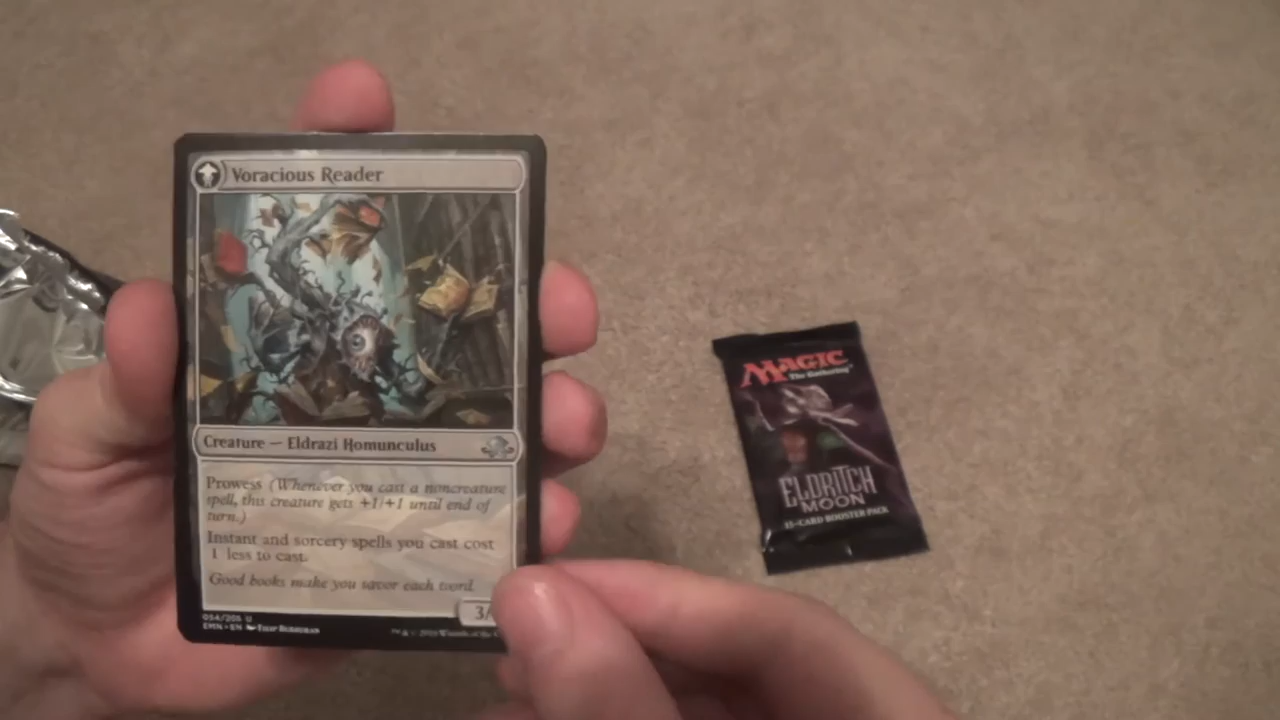 Voracious Reader
Creature — Eldrazi Homunculus
Prowess (Whenever you cast a noncreature
spell, this creature gets +1/+1 until end of
turn.)
Instant and sorcery spells you cast cost
1 less to cast.
Good books make you savor each word.
3/
054/205 U
EMN • EN
MAGIC
The Gathering
ELDRITCH
MOON
15-CARD BOOSTER PACK